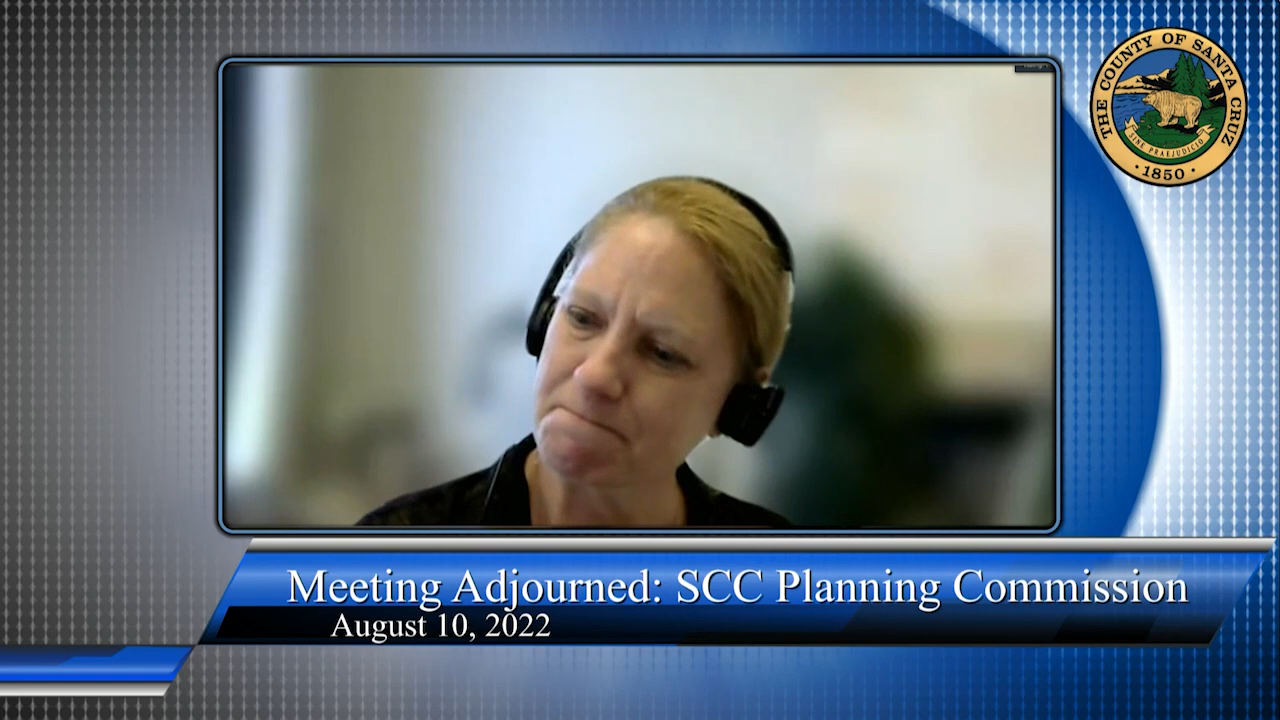 THE COUNTY OF SANTA CRUZ
SINE PRAEJUDICIO
1850
Meeting Adjourned: SCC Planning Commission
August 10, 2022